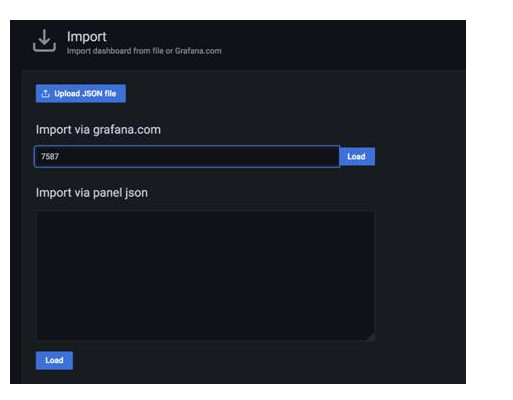 Import
Import dashboard from file or Grafana.com
Upload JSON file
Import via grafana.com
7587
Load
Import via panel json
Load